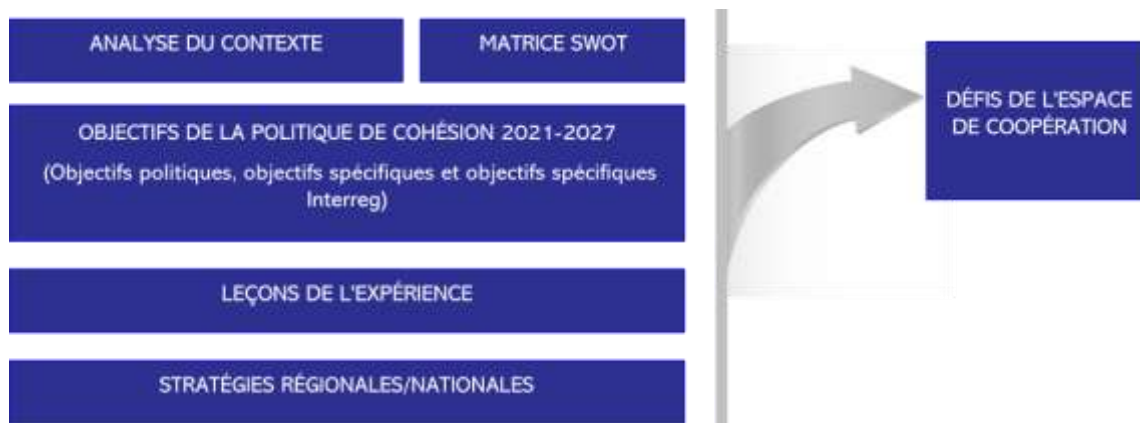 ANALYSE DU CONTEXTE
MATRICE SWOT
OBJECTIFS DE LA POLITIQUE DE COHÉSION 2021-2027
(Objectifs politiques, objectifs spécifiques et objectifs spécifiques
Interreg)
LEÇONS DE L'EXPÉRIENCE
STRATÉGIES RÉGIONALES/NATIONALES
DÉFIS DE L'ESPACE
DE COOPÉRATION